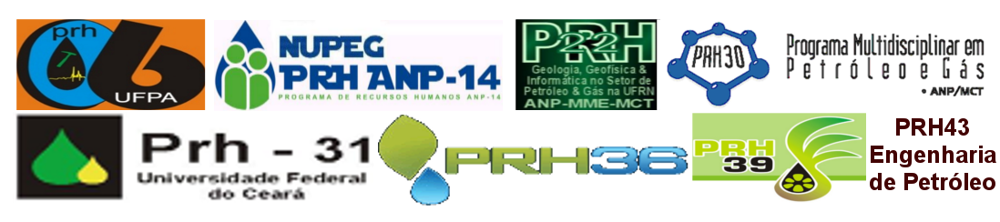 prh
6
UFPA
NUPEG
PRH ANP-14
PROGRAMA DE RECURSOS HUMANOS ANP-14
PRH
22
Geologia, Geofísica &
Informática no Setor de
Petróleo & Gás na UFRN
ANP-MME-MCT
PRH30
Programa Multidisciplinar em
Petróleo e Gás
• ANP/MCT
Prh - 31
Universidade Federal
do Ceará
PRH36
PRH
39
PRH43
Engenharia
de Petróleo